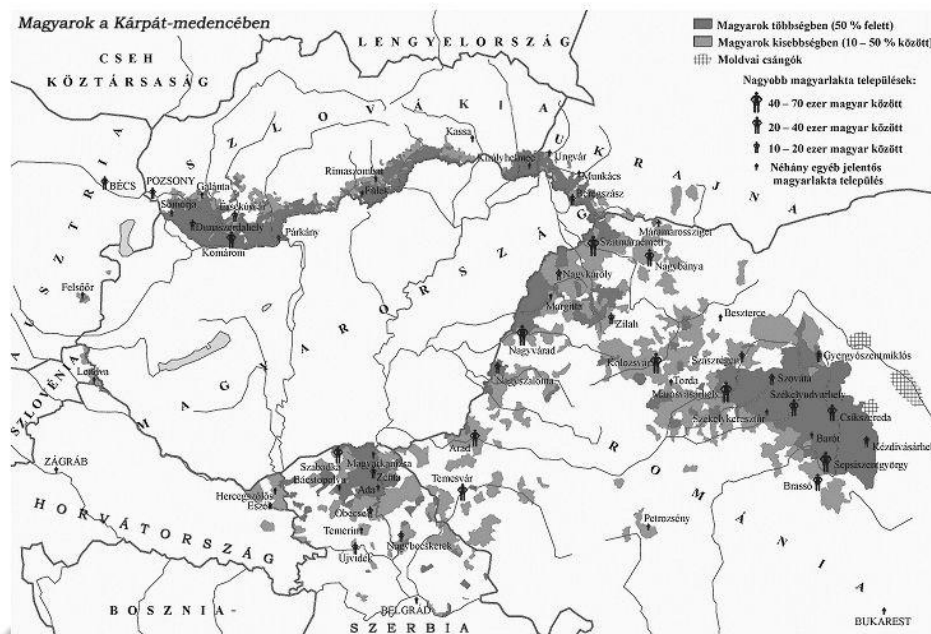 Magyarok a Kárpát-medencében
Magyarok többségben (50 % felett)
Magyarok kisebbségben (10 – 50 % között)
Moldvai csángók
Nagyobb magyarlakta települések:
40 – 70 ezer magyar között
20 – 40 ezer magyar között
10 – 20 ezer magyar között
Néhány egyéb jelentős
magyarlakta település
CSEH
KÖZTÁRSASÁG
LENGYELORSZÁG
SZLOVÁKIA
UKRAJNA
AUSZTRIA
SZLOVÉNIA
MAGYARORSZÁG
ROMÁNIA
HORVÁTORSZÁG
BOSZNIA-
SZERBIA
BÉCS
POZSONY
Galánta
Somorja
Érsekújvár
Dunaszerdahely
Komárom
Párkány
Rimaszombat
Fülek
Kassa
Királyhelmec
Ungvár
Munkács
Beregszász
Máramarossziget
Szatmárnémeti
Nagybánya
Nagykároly
Margitta
Zilah
Beszterce
Felsőőr
Lendva
Nagyvárad
Nagyszalonta
Kolozsvár
Torda
Szászrégen
Gyergyószentmiklós
Marosvásárhely
Szováta
Székelyudvarhely
Székelykeresztúr
Csíkszereda
Barót
Kézdivásárhely
Sepsiszentgyörgy
Brassó
Arad
Temesvár
Petrozsény
ZÁGRÁB
Szabadka
Magyarkanizsa
Bácstopolya
Zenta
Ada
Hercegszőlős
Eszék
Óbecse
Temerin
Nagybecskerek
Újvidék
BELGRÁD
BUKAREST